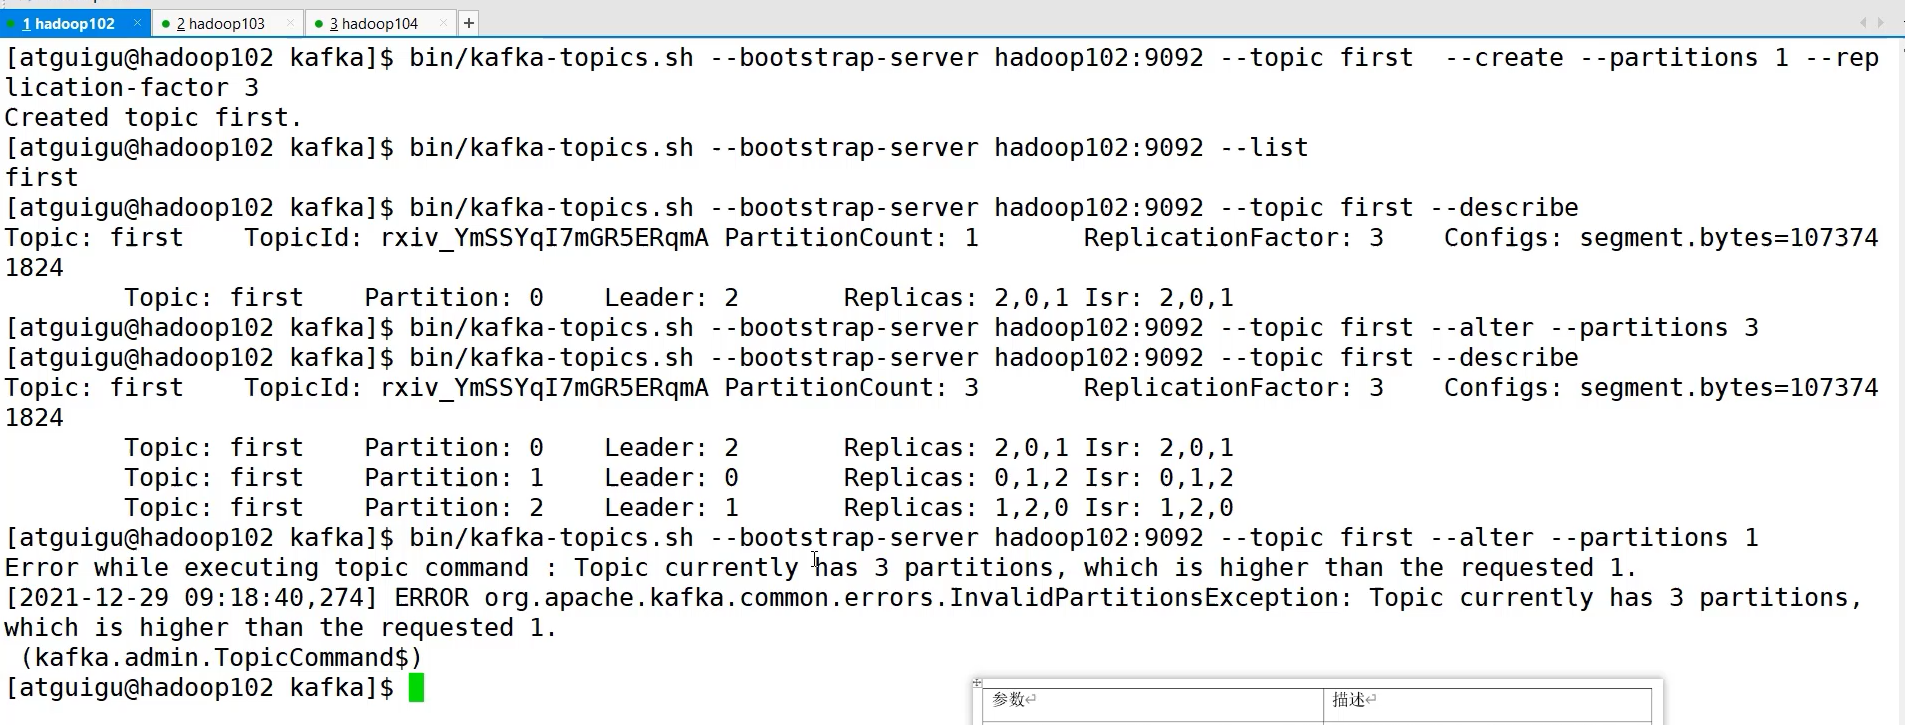 1 hadoop102 × 2 hadoop103 × 3 hadoop104 × +
[atguigu@hadoop102 kafka]$ bin/kafka-topics.sh --bootstrap-server hadoop102:9092 --topic first  --create --partitions 1 --rep
lication-factor 3
Created topic first.
[atguigu@hadoop102 kafka]$ bin/kafka-topics.sh --bootstrap-server hadoop102:9092 --list
first
[atguigu@hadoop102 kafka]$ bin/kafka-topics.sh --bootstrap-server hadoop102:9092 --topic first --describe
Topic: first    TopicId: rxiv_YmSSYqI7mGR5ERqmA PartitionCount: 1       ReplicationFactor: 3    Configs: segment.bytes=107374
1824
        Topic: first    Partition: 0    Leader: 2       Replicas: 2,0,1 Isr: 2,0,1
[atguigu@hadoop102 kafka]$ bin/kafka-topics.sh --bootstrap-server hadoop102:9092 --topic first --alter --partitions 3
[atguigu@hadoop102 kafka]$ bin/kafka-topics.sh --bootstrap-server hadoop102:9092 --topic first --describe
Topic: first    TopicId: rxiv_YmSSYqI7mGR5ERqmA PartitionCount: 3       ReplicationFactor: 3    Configs: segment.bytes=107374
1824
        Topic: first    Partition: 0    Leader: 2       Replicas: 2,0,1 Isr: 2,0,1
        Topic: first    Partition: 1    Leader: 0       Replicas: 0,1,2 Isr: 0,1,2
        Topic: first    Partition: 2    Leader: 1       Replicas: 1,2,0 Isr: 1,2,0
[atguigu@hadoop102 kafka]$ bin/kafka-topics.sh --bootstrap-server hadoop102:9092 --topic first --alter --partitions 1
Error while executing topic command : Topic currently has 3 partitions, which is higher than the requested 1.
[2021-12-29 09:18:40,274] ERROR org.apache.kafka.common.errors.InvalidPartitionsException: Topic currently has 3 partitions,
which is higher than the requested 1.
 (kafka.admin.TopicCommand$)
[atguigu@hadoop102 kafka]$
参数 描述